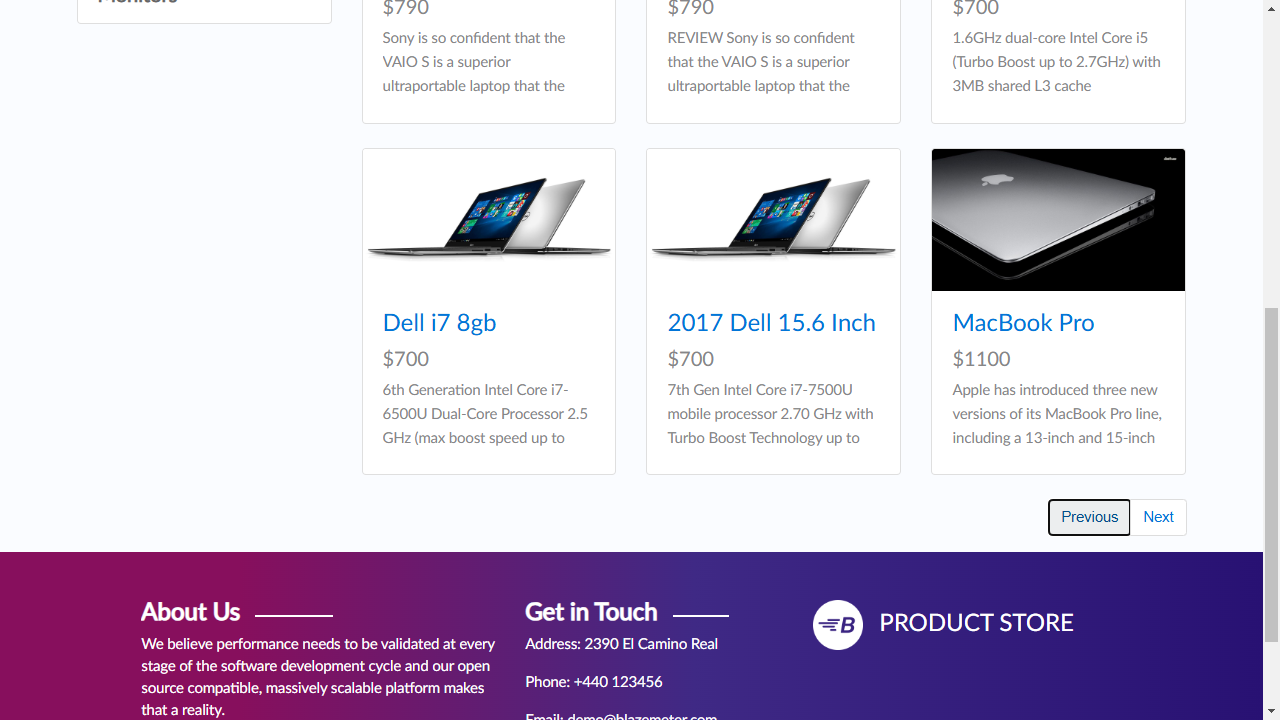 Monitors
$790
Sony is so confident that the
VAIO S is a superior
ultraportable laptop that the
$790
REVIEW Sony is so confident
that the VAIO S is a superior
ultraportable laptop that the
$700
1.6GHz dual-core Intel Core i5
(Turbo Boost up to 2.7GHz) with
3MB shared L3 cache
Dell i7 8gb
$700
6th Generation Intel Core i7-
6500U Dual-Core Processor 2.5
GHz (max boost speed up to
2017 Dell 15.6 Inch
$700
7th Gen Intel Core i7-7500U
mobile processor 2.70 GHz with
Turbo Boost Technology up to
MacBook Pro
$1100
Apple has introduced three new
versions of its MacBook Pro line,
including a 13-inch and 15-inch
Previous
Next
About Us
We believe performance needs to be validated at every
stage of the software development cycle and our open
source compatible, massively scalable platform makes
that a reality.
Get in Touch
Address: 2390 El Camino Real
Phone: +440 123456
Email: demo@blazemeter.com
B
PRODUCT STORE